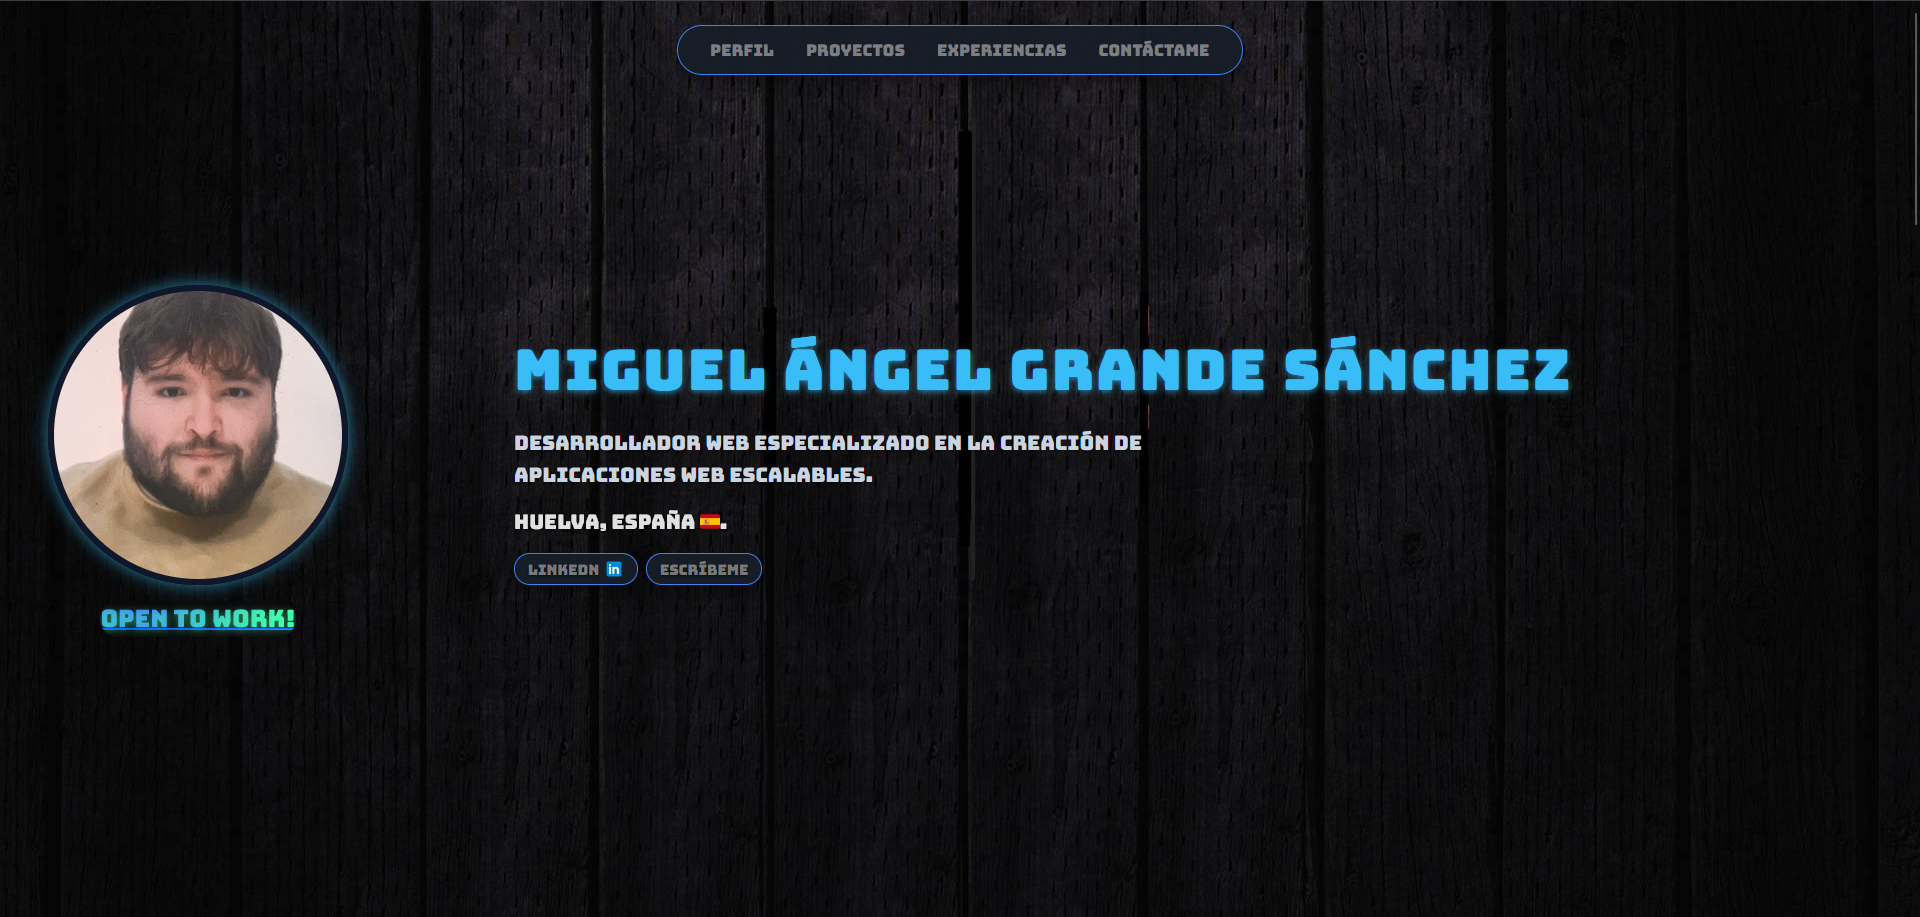 PERFIL PROYECTOS EXPERIENCIAS CONTÁCTAME
MIGUEL ÁNGEL GRANDE SÁNCHEZ
DESARROLLADOR WEB ESPECIALIZADO EN LA CREACIÓN DE
APLICACIONES WEB ESCALABLES.
HUELVA, ESPAÑA 🇪🇸.
LINKEDN in ESCRÍBEME
OPEN TO WORK!